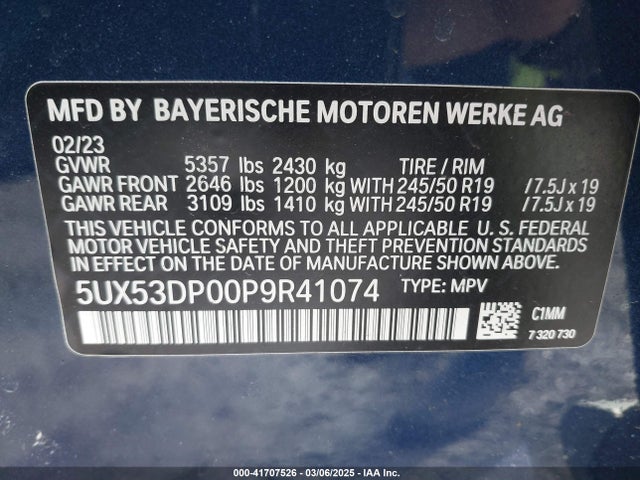 MFD BY BAYERISCHE MOTOREN WERKE AG
02/23
GVWR 5357 lbs 2430 kg TIRE / RIM
GAWR FRONT 2646 lbs 1200 kg WITH 245/50 R19 / 7.5J x 19
GAWR REAR 3109 lbs 1410 kg WITH 245/50 R19 / 7.5J x 19
THIS VEHICLE CONFORMS TO ALL APPLICABLE U. S. FEDERAL
MOTOR VEHICLE SAFETY AND THEFT PREVENTION STANDARDS
IN EFFECT ON THE DATE OF MANUFACTURE SHOWN ABOVE.
5UX53DP00P9R41074 TYPE: MPV
C1MM
7 320 730
000-41707526 - 03/06/2025 - IAA Inc.